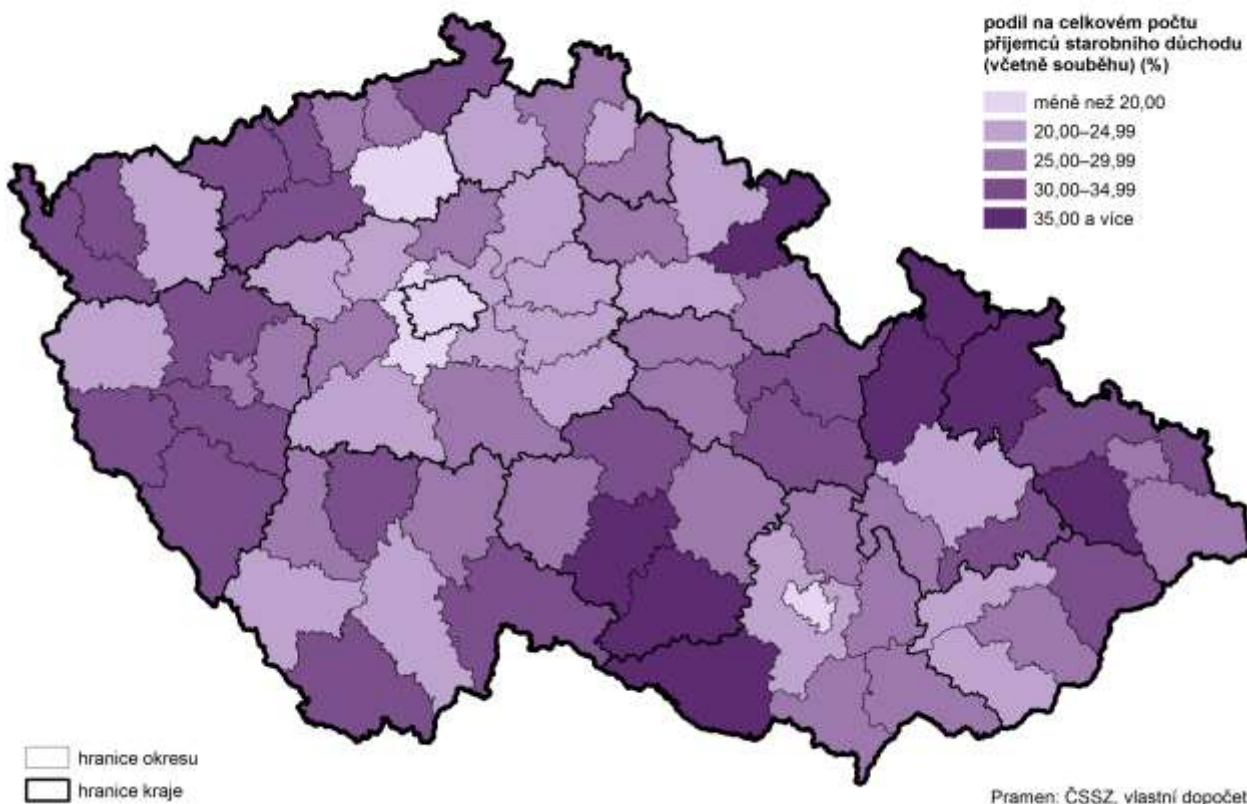 podíl na celkovém počtu
příjemců starobního důchodu
(včetně souběhu) (%)
méně než 20,00
20,00–24,99
25,00–29,99
30,00–34,99
35,00 a více
hranice okresu
hranice kraje
Pramen: ČSSZ, vlastní dopočet